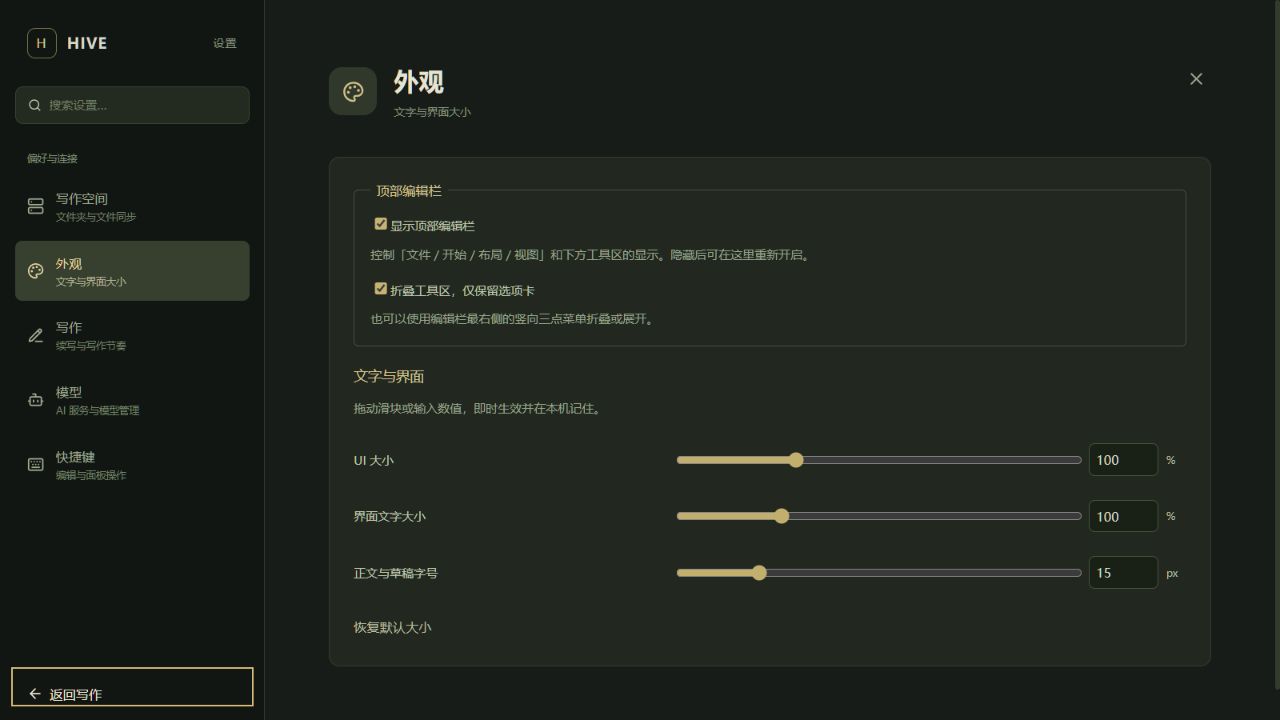 H
HIVE
设置
搜索设置...
偏好与连接
写作空间
文件夹与文件同步
外观
文字与界面大小
写作
续写与写作节奏
模型
AI 服务与模型管理
快捷键
编辑与面板操作
返回写作
外观
文字与界面大小
顶部编辑栏
显示顶部编辑栏
控制「文件 / 开始 / 布局 / 视图」和下方工具区的显示。隐藏后可在这里重新开启。
折叠工具区，仅保留选项卡
也可以使用编辑栏最右侧的竖向三点菜单折叠或展开。
文字与界面
拖动滑块或输入数值，即时生效并在本机记住。
UI 大小 100 %
界面文字大小 100 %
正文与草稿字号 15 px
恢复默认大小